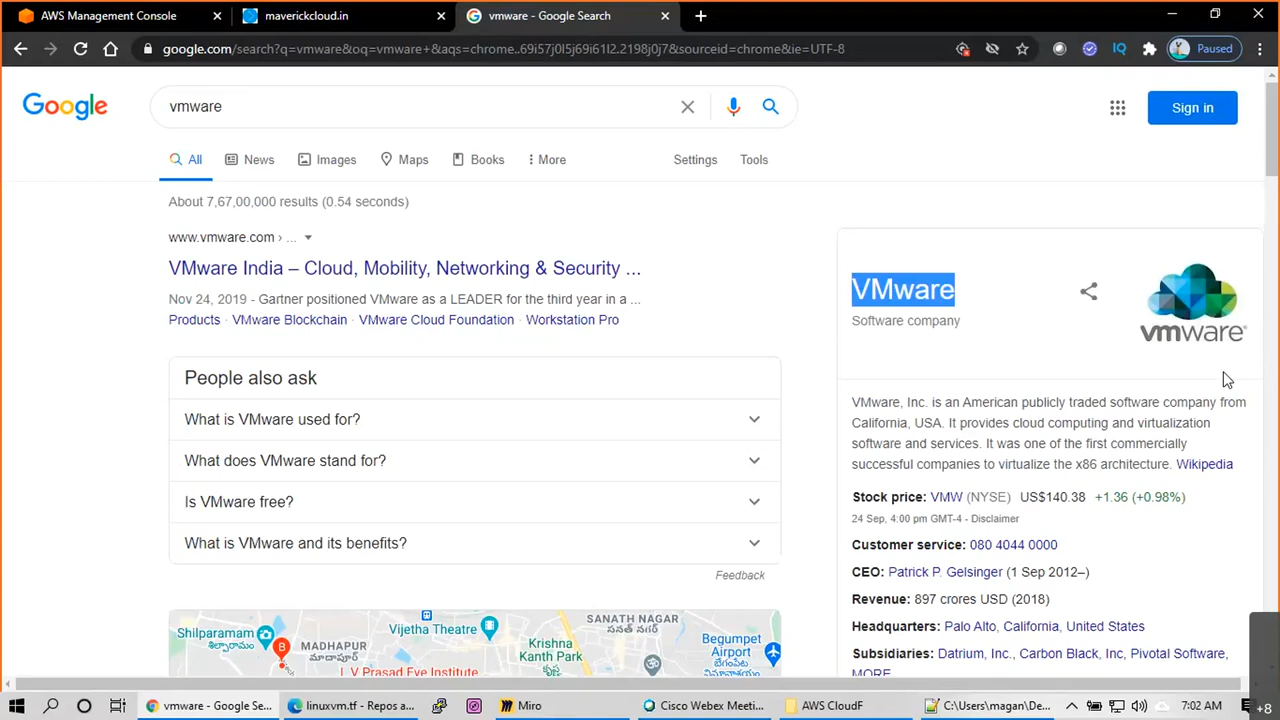 AWS Management Console
maverickcloud.in
vmware - Google Search
google.com/search?q=vmware&oq=vmware+&aqs=chrome..69i57j0l5j69i61l2.2198j0j7&sourceid=chrome&ie=UTF-8
IQ
Paused
Google
vmware
Sign in
All
News
Images
Maps
Books
More
Settings
Tools
About 7,67,00,000 results (0.54 seconds)
www.vmware.com › ...
VMware India – Cloud, Mobility, Networking & Security ...
Nov 24, 2019 - Gartner positioned VMware as a LEADER for the third year in a ...
Products · VMware Blockchain · VMware Cloud Foundation · Workstation Pro
People also ask
What is VMware used for?
What does VMware stand for?
Is VMware free?
What is VMware and its benefits?
Feedback
Shilparamam
B
MADHAPUR
మాదాపూర్
Vijetha Theatre
L V Prasad Eye Institute
Krishna
Kanth Park
SANATH NAGAR
సనత్ నగర్
Begumpet
Airport
VMware
Software company
vmware®
VMware, Inc. is an American publicly traded software company from
California, USA. It provides cloud computing and virtualization
software and services. It was one of the first commercially
successful companies to virtualize the x86 architecture. Wikipedia
Stock price: VMW (NYSE) US$140.38 +1.36 (+0.98%)
24 Sep, 4:00 pm GMT-4 - Disclaimer
Customer service: 080 4044 0000
CEO: Patrick P. Gelsinger (1 Sep 2012–)
Revenue: 897 crores USD (2018)
Headquarters: Palo Alto, California, United States
Subsidiaries: Datrium, Inc., Carbon Black, Inc, Pivotal Software,
MORE
vmware - Google Se...
linuxvm.tf - Repos a...
Miro
Cisco Webex Meeti...
AWS CloudF
C:\Users\magan\De...
7:02 AM
+8